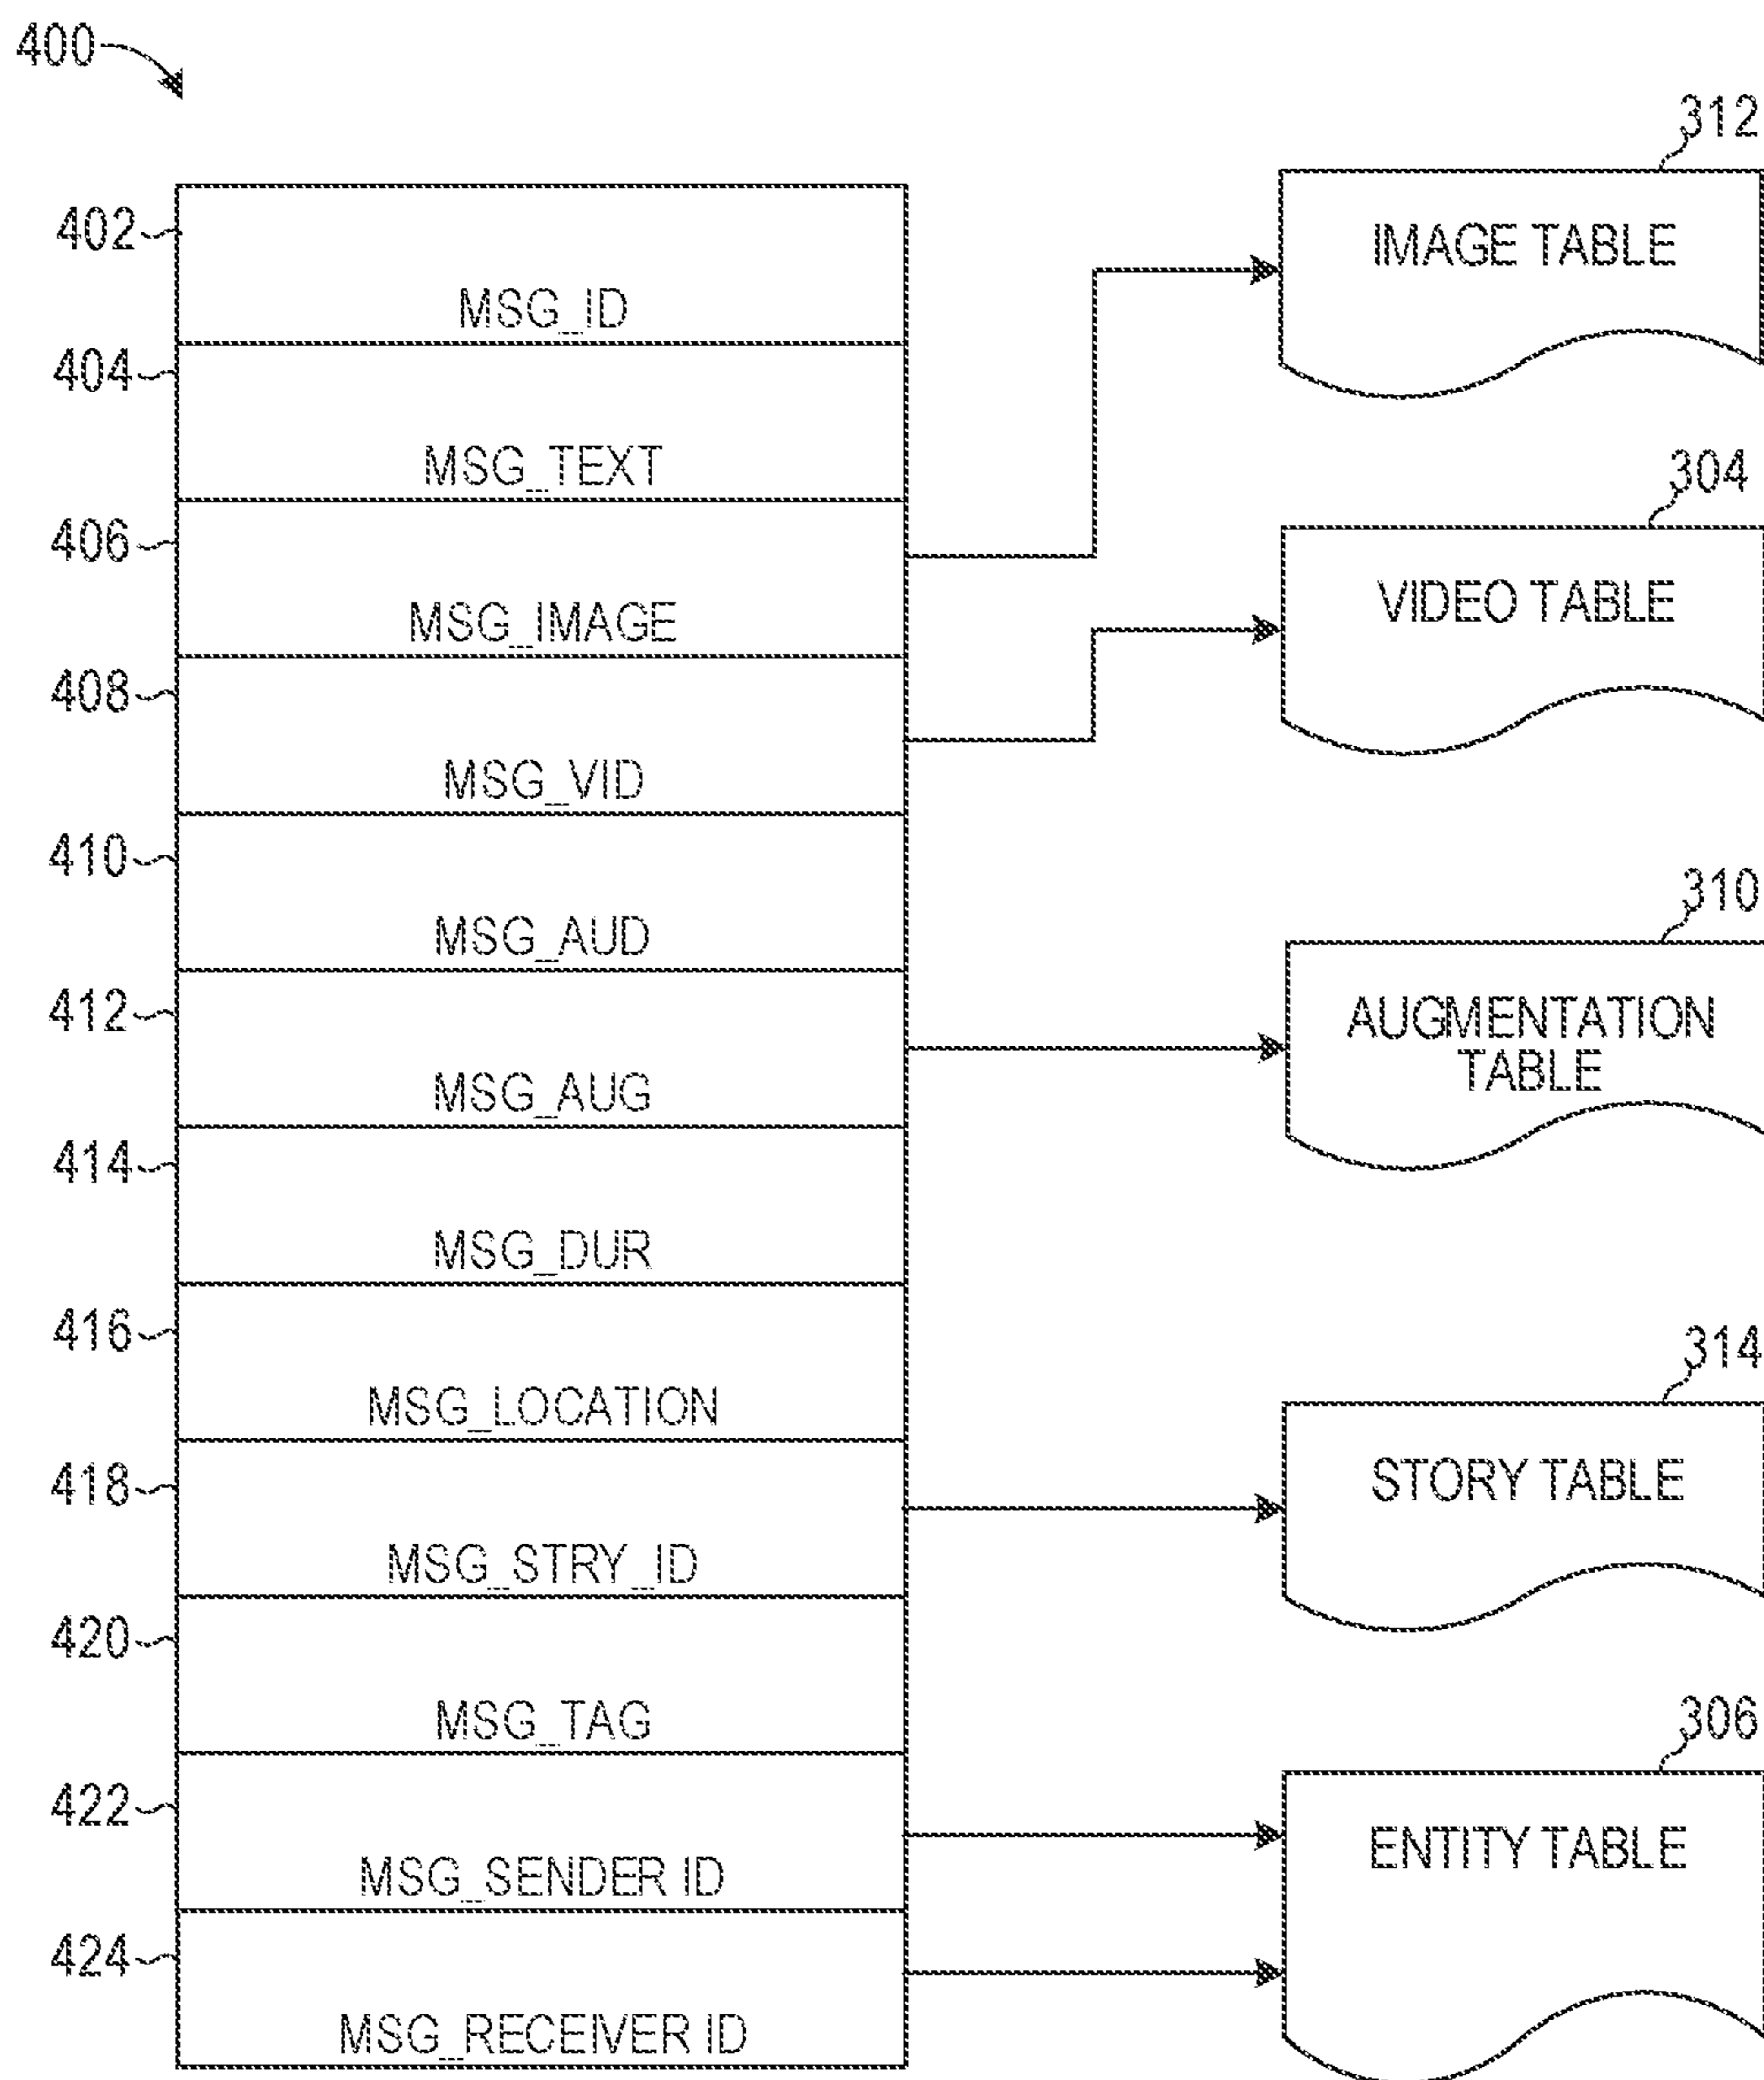 400
312
402
IMAGE TABLE
MSG_ID
404
MSG_TEXT
304
406
VIDEO TABLE
MSG_IMAGE
408
MSG_VID
410
310
MSG_AUD
412
AUGMENTATION
TABLE
MSG_AUG
414
MSG_DUR
416
314
MSG_LOCATION
418
STORY TABLE
MSG_STRY_ID
420
306
MSG_TAG
422
ENTITY TABLE
MSG_SENDER ID
424
MSG_RECEIVER ID